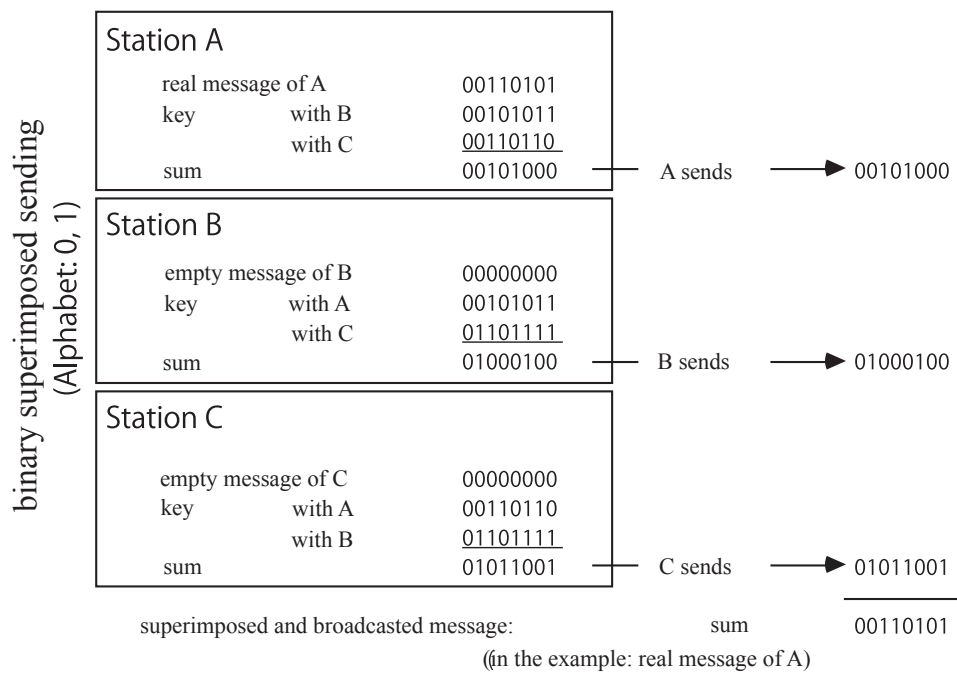 binary superimposed sending
(Alphabet: 0, 1)
Station A
real message of A 00110101
key with B 00101011
with C 00110110
sum 00101000 A sends 00101000
Station B
empty message of B 00000000
key with A 00101011
with C 01101111
sum 01000100 B sends 01000100
Station C
empty message of C 00000000
key with A 00110110
with B 01101111
sum 01011001 C sends 01011001
superimposed and broadcasted message: sum 00110101
((in the example: real message of A)